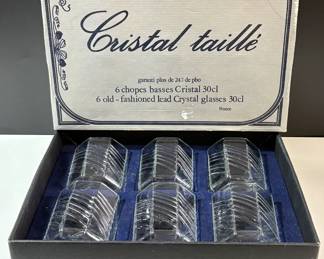 Cristal taillé
garanti plus de 24% de pbo
6 chopes basses Cristal 30cl
6 old-fashioned lead Crystal glasses 30cl
France